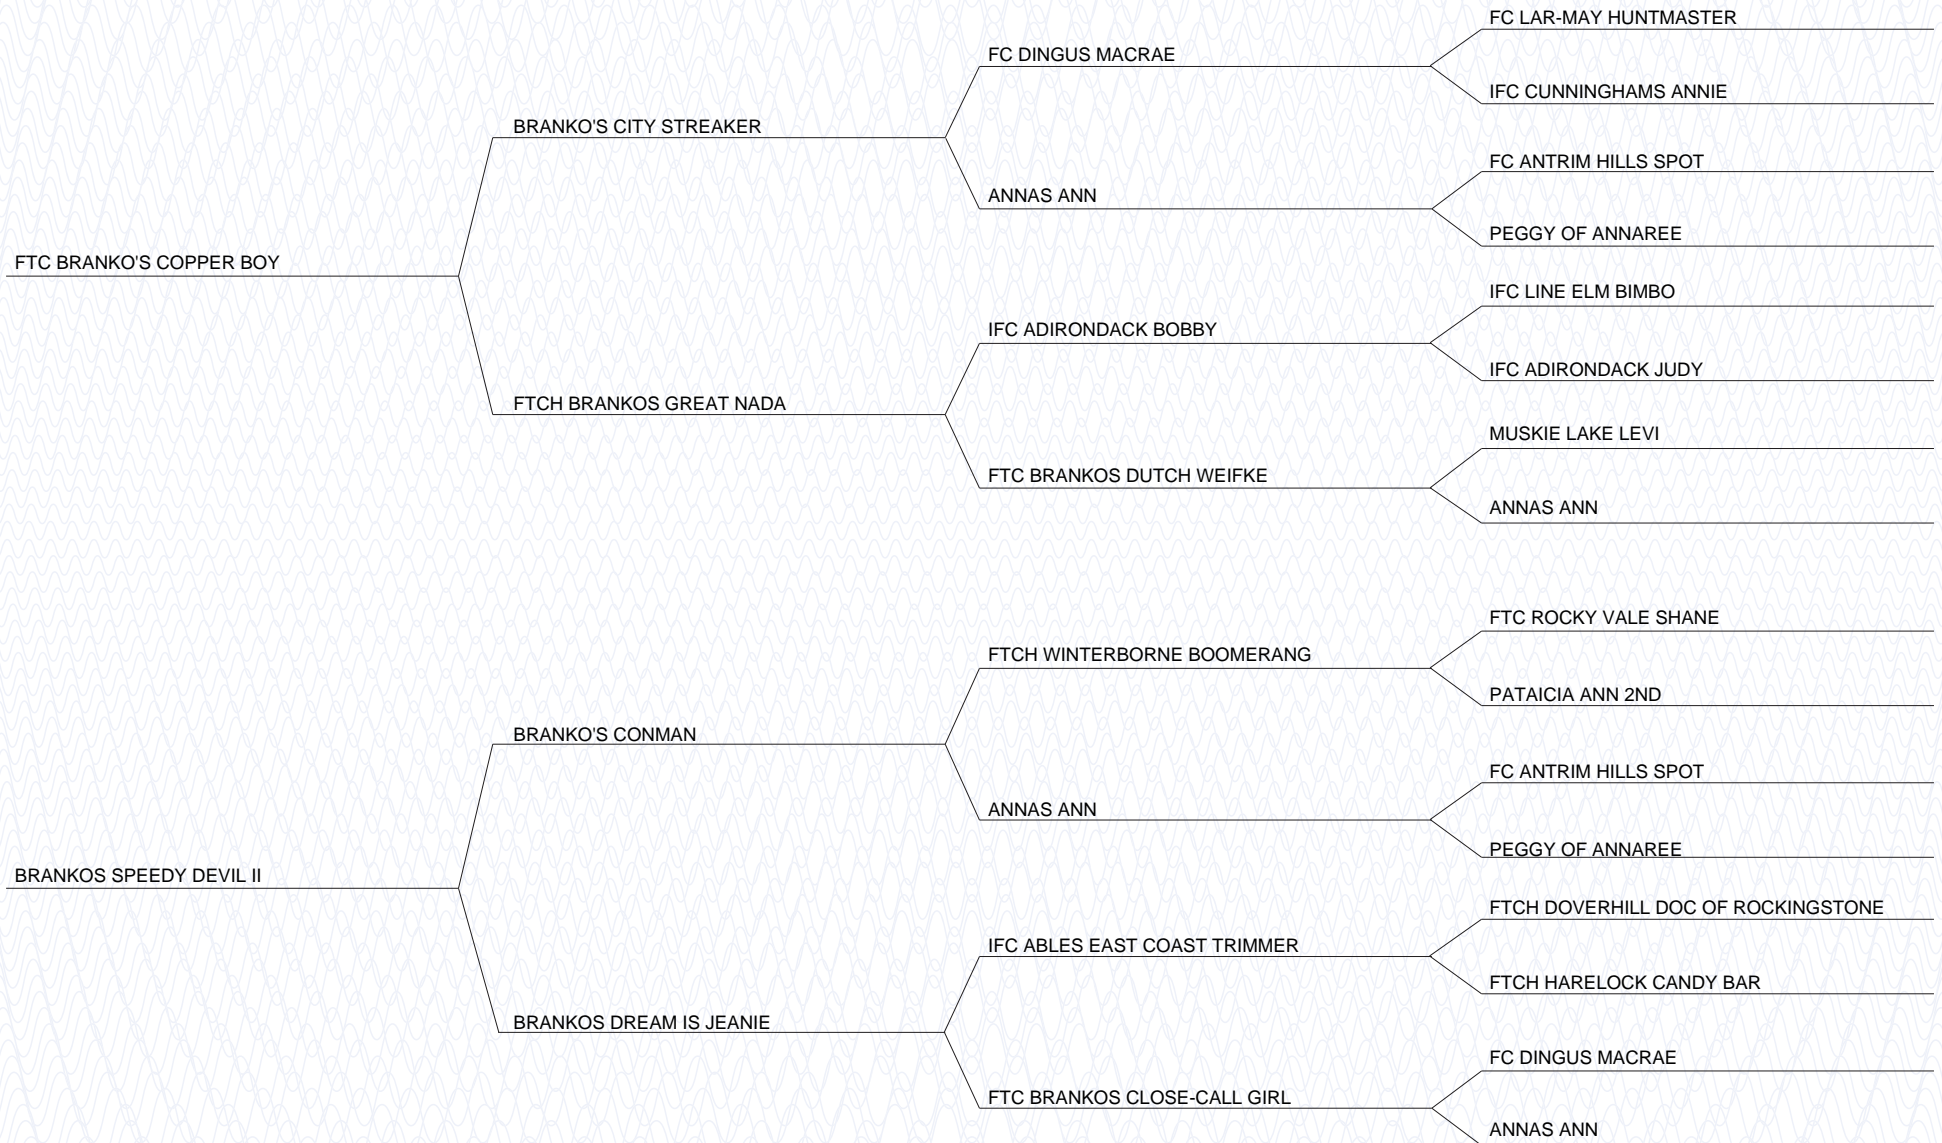 FC LAR-MAY HUNTMASTER
FC DINGUS MACRAE
IFC CUNNINGHAMS ANNIE
BRANKO'S CITY STREAKER
FC ANTRIM HILLS SPOT
ANNAS ANN
PEGGY OF ANNAREE
FTC BRANKO'S COPPER BOY
IFC LINE ELM BIMBO
IFC ADIRONDACK BOBBY
IFC ADIRONDACK JUDY
FTCH BRANKOS GREAT NADA
MUSKIE LAKE LEVI
FTC BRANKOS DUTCH WEIFKE
ANNAS ANN
FTC ROCKY VALE SHANE
FTCH WINTERBORNE BOOMERANG
PATAICIA ANN 2ND
BRANKO'S CONMAN
FC ANTRIM HILLS SPOT
ANNAS ANN
PEGGY OF ANNAREE
BRANKOS SPEEDY DEVIL II
FTCH DOVERHILL DOC OF ROCKINGSTONE
IFC ABLES EAST COAST TRIMMER
FTCH HARELOCK CANDY BAR
BRANKOS DREAM IS JEANIE
FC DINGUS MACRAE
FTC BRANKOS CLOSE-CALL GIRL
ANNAS ANN